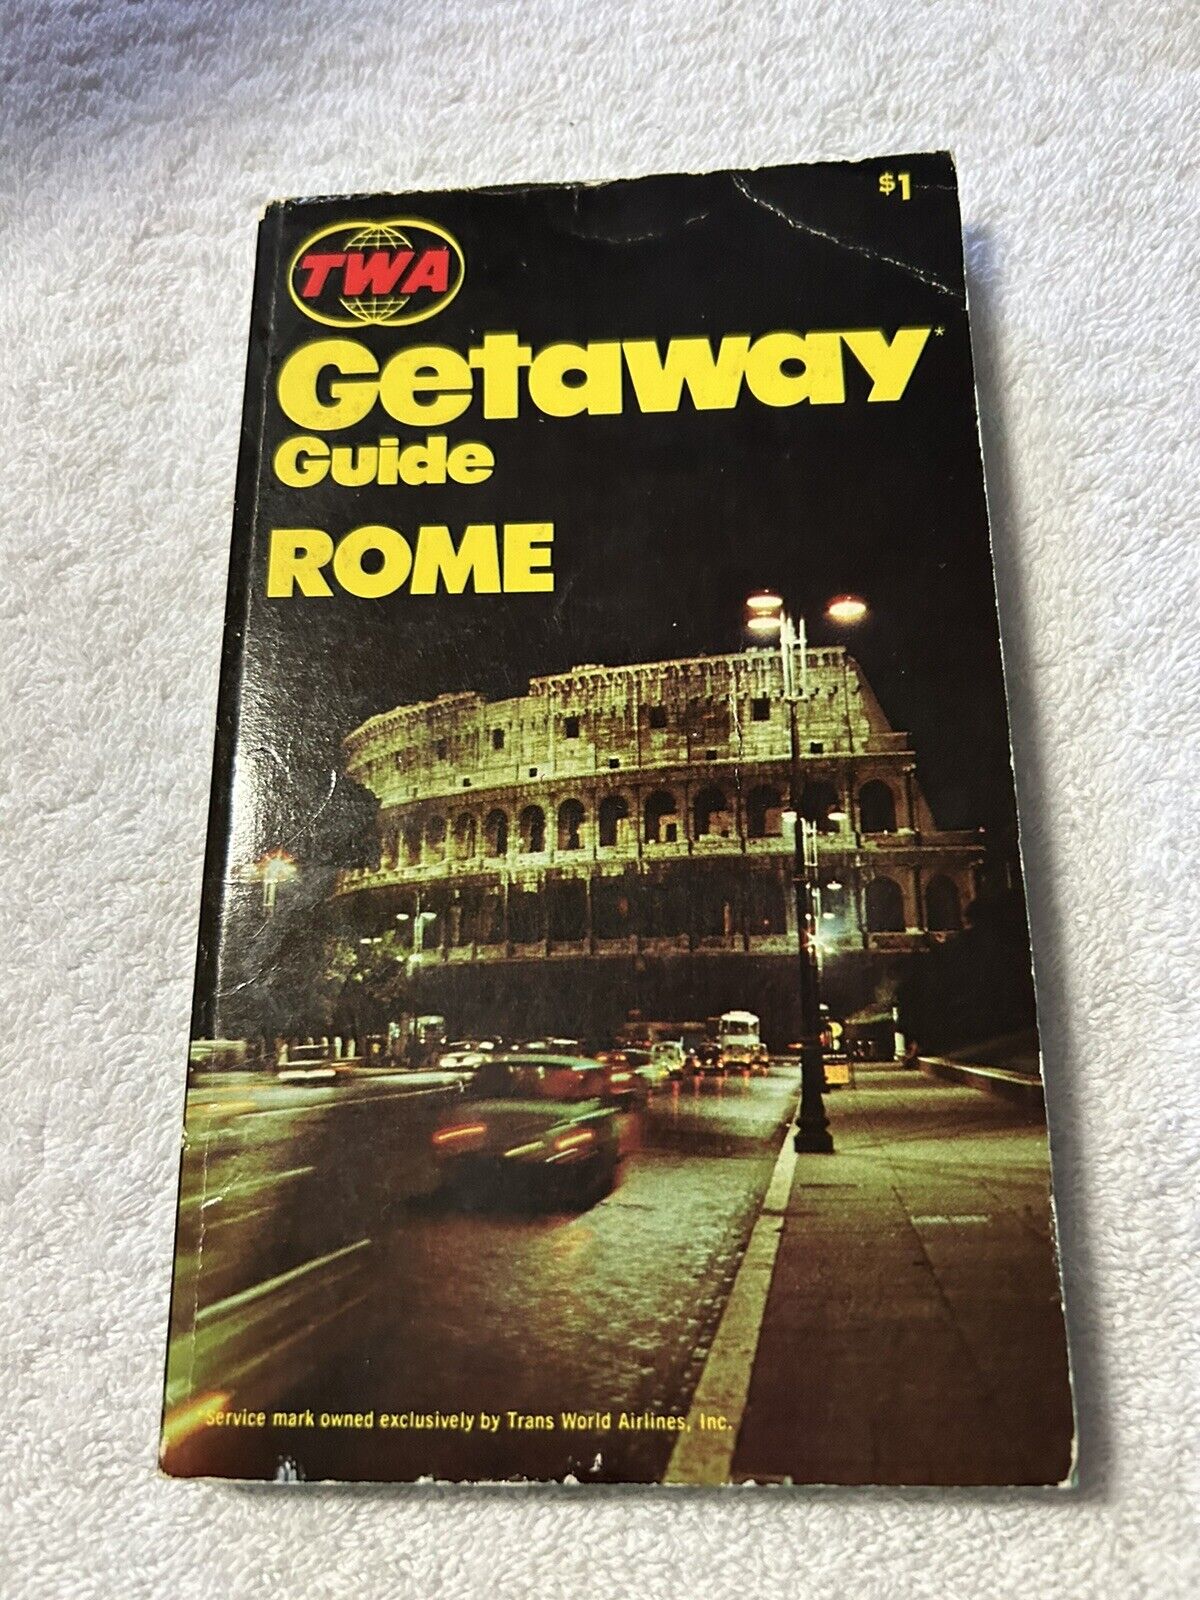 $1
TWA
Getaway*
Guide
ROME
*Service mark owned exclusively by Trans World Airlines, Inc.